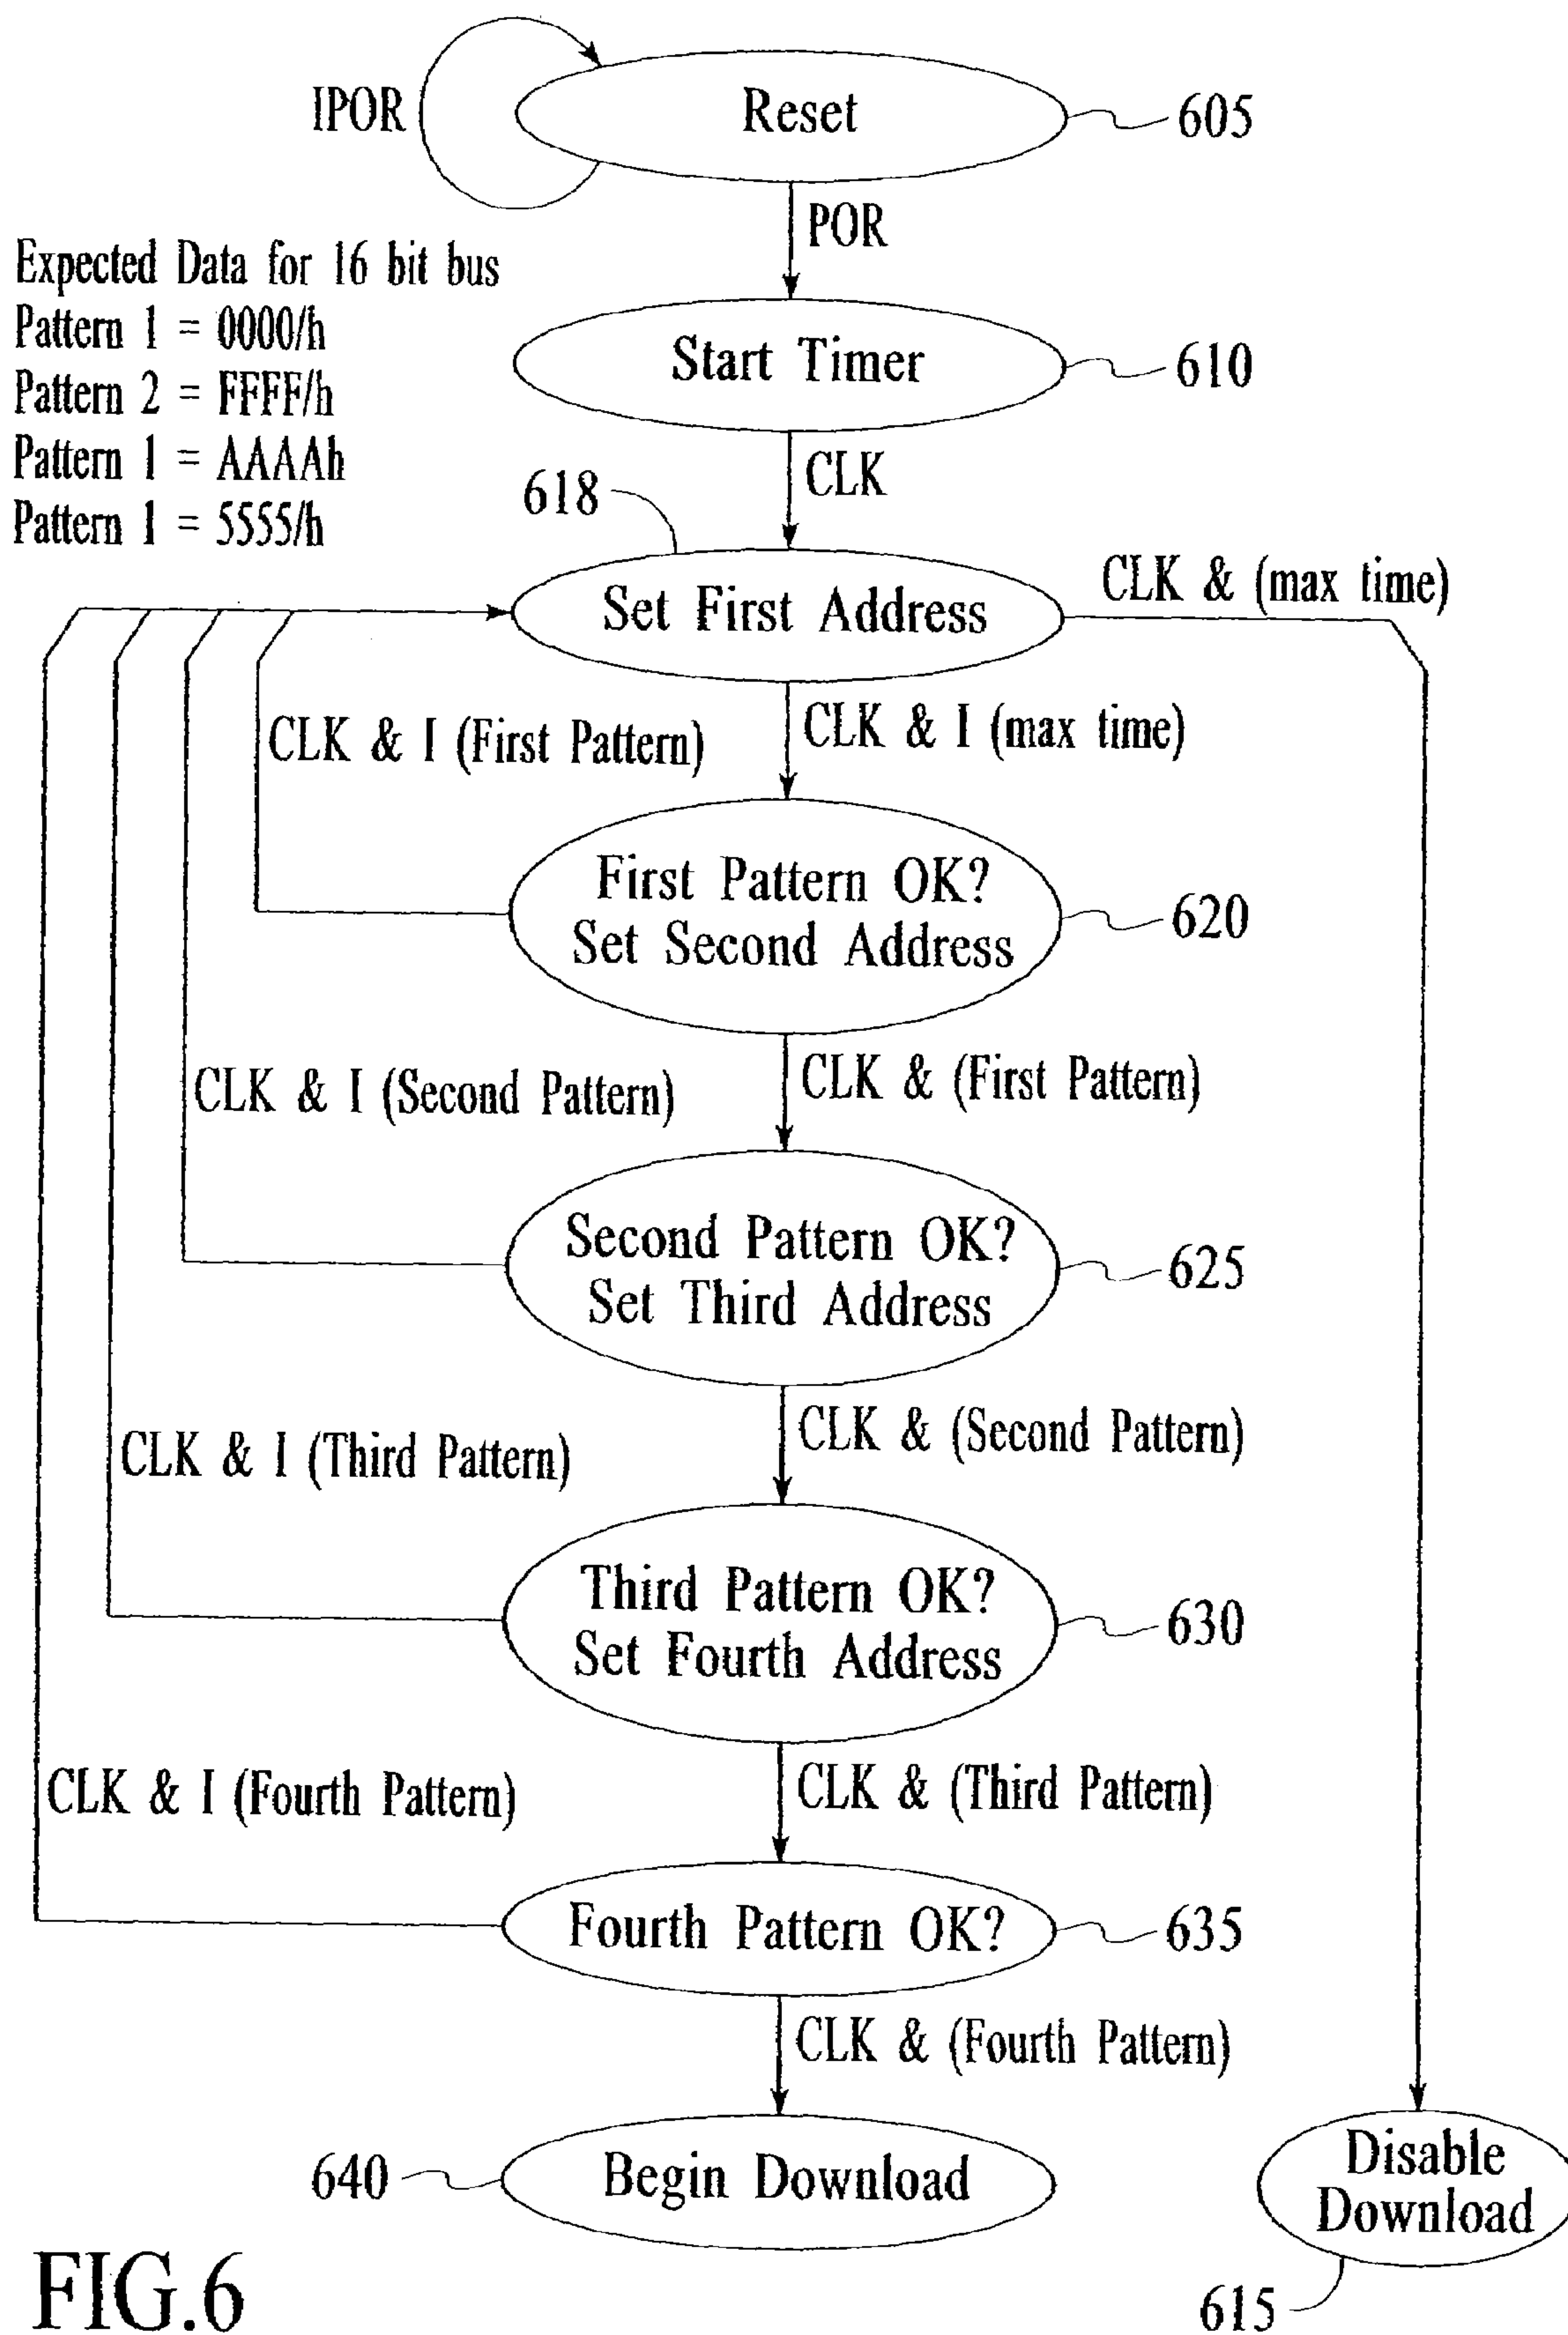 IPOR
Reset
605
POR
Expected Data for 16 bit bus
Pattern 1 = 0000/h
Pattern 2 = FFFF/h
Pattern 1 = AAAAh
Pattern 1 = 5555/h
Start Timer
610
CLK
618
Set First Address
CLK & (max time)
CLK & I (First Pattern)
CLK & I (max time)
First Pattern OK?
Set Second Address
620
CLK & I (Second Pattern)
CLK & (First Pattern)
Second Pattern OK?
Set Third Address
625
CLK & I (Third Pattern)
CLK & (Second Pattern)
Third Pattern OK?
Set Fourth Address
630
CLK & I (Fourth Pattern)
CLK & (Third Pattern)
Fourth Pattern OK?
635
CLK & (Fourth Pattern)
640
Begin Download
Disable
Download
615
FIG.6